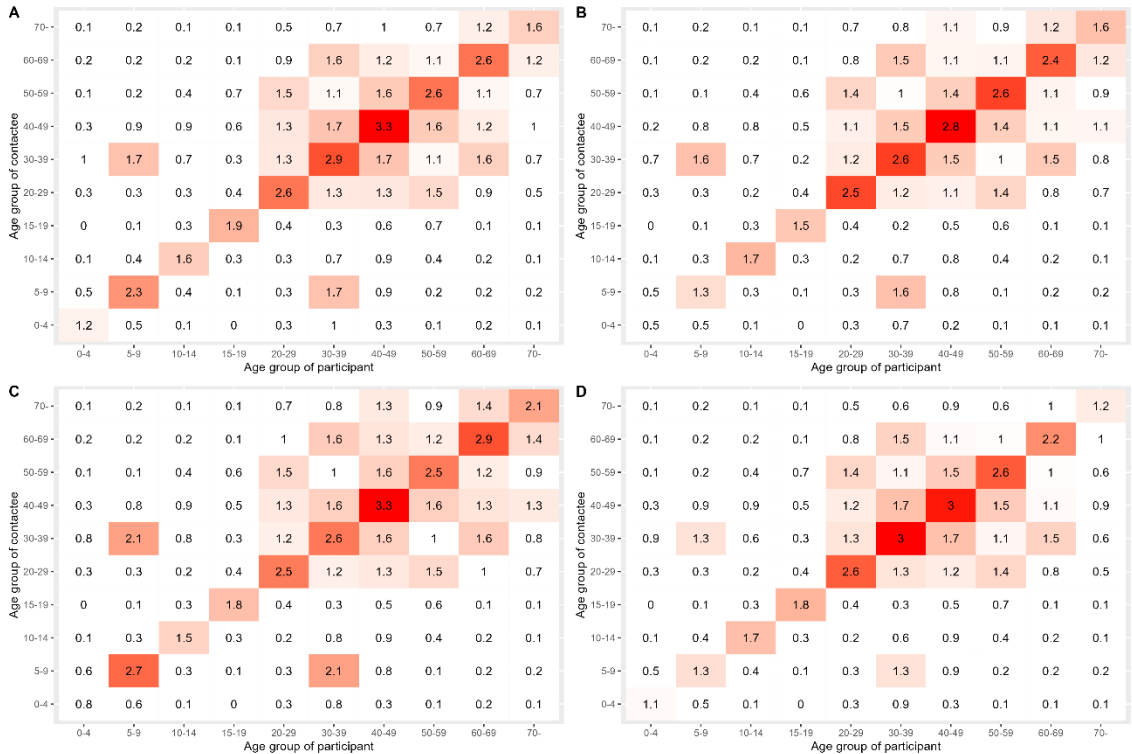 A
Age group of contactee
70- 0.1 0.2 0.1 0.1 0.5 0.7 1 0.7 1.2 1.6
60-69 0.2 0.2 0.2 0.1 0.9 1.6 1.2 1.1 2.6 1.2
50-59 0.1 0.2 0.4 0.7 1.5 1.1 1.6 2.6 1.1 0.7
40-49 0.3 0.9 0.9 0.6 1.3 1.7 3.3 1.6 1.2 1
30-39 1 1.7 0.7 0.3 1.3 2.9 1.7 1.1 1.6 0.7
20-29 0.3 0.3 0.3 0.4 2.6 1.3 1.3 1.5 0.9 0.5
15-19 0 0.1 0.3 1.9 0.4 0.3 0.6 0.7 0.1 0.1
10-14 0.1 0.4 1.6 0.3 0.3 0.7 0.9 0.4 0.2 0.1
5-9 0.5 2.3 0.4 0.1 0.3 1.7 0.9 0.2 0.2 0.2
0-4 1.2 0.5 0.1 0 0.3 1 0.3 0.1 0.2 0.1
0-4 5-9 10-14 15-19 20-29 30-39 40-49 50-59 60-69 70-
Age group of participant
B
Age group of contactee
70- 0.1 0.2 0.1 0.1 0.7 0.8 1.1 0.9 1.2 1.6
60-69 0.1 0.2 0.2 0.1 0.8 1.5 1.1 1.1 2.4 1.2
50-59 0.1 0.1 0.4 0.6 1.4 1 1.4 2.6 1.1 0.9
40-49 0.2 0.8 0.8 0.5 1.1 1.5 2.8 1.4 1.1 1.1
30-39 0.7 1.6 0.7 0.2 1.2 2.6 1.5 1 1.5 0.8
20-29 0.3 0.3 0.2 0.4 2.5 1.2 1.1 1.4 0.8 0.7
15-19 0 0.1 0.3 1.5 0.4 0.2 0.5 0.6 0.1 0.1
10-14 0.1 0.3 1.7 0.3 0.2 0.7 0.8 0.4 0.2 0.1
5-9 0.5 1.3 0.3 0.1 0.3 1.6 0.8 0.1 0.2 0.2
0-4 0.5 0.5 0.1 0 0.3 0.7 0.2 0.1 0.1 0.1
0-4 5-9 10-14 15-19 20-29 30-39 40-49 50-59 60-69 70-
Age group of participant
C
Age group of contactee
70- 0.1 0.2 0.1 0.1 0.7 0.8 1.3 0.9 1.4 2.1
60-69 0.2 0.2 0.2 0.1 1 1.6 1.3 1.2 2.9 1.4
50-59 0.1 0.1 0.4 0.6 1.5 1 1.6 2.5 1.2 0.9
40-49 0.3 0.8 0.9 0.5 1.3 1.6 3.3 1.6 1.3 1.3
30-39 0.8 2.1 0.8 0.3 1.2 2.6 1.6 1 1.6 0.8
20-29 0.3 0.3 0.2 0.4 2.5 1.2 1.3 1.5 1 0.7
15-19 0 0.1 0.3 1.8 0.4 0.3 0.5 0.6 0.1 0.1
10-14 0.1 0.3 1.5 0.3 0.2 0.8 0.9 0.4 0.2 0.1
5-9 0.6 2.7 0.3 0.1 0.3 2.1 0.8 0.1 0.2 0.2
0-4 0.8 0.6 0.1 0 0.3 0.8 0.3 0.1 0.2 0.1
0-4 5-9 10-14 15-19 20-29 30-39 40-49 50-59 60-69 70-
Age group of participant
D
Age group of contactee
70- 0.1 0.2 0.1 0.1 0.5 0.6 0.9 0.6 1 1.2
60-69 0.1 0.2 0.2 0.1 0.8 1.5 1.1 1 2.2 1
50-59 0.1 0.2 0.4 0.7 1.4 1.1 1.5 2.6 1 0.6
40-49 0.3 0.9 0.9 0.5 1.2 1.7 3 1.5 1.1 0.9
30-39 0.9 1.3 0.6 0.3 1.3 3 1.7 1.1 1.5 0.6
20-29 0.3 0.3 0.2 0.4 2.6 1.3 1.2 1.4 0.8 0.5
15-19 0 0.1 0.3 1.8 0.4 0.3 0.5 0.7 0.1 0.1
10-14 0.1 0.4 1.7 0.3 0.2 0.6 0.9 0.4 0.2 0.1
5-9 0.5 1.3 0.4 0.1 0.3 1.3 0.9 0.2 0.2 0.2
0-4 1.1 0.5 0.1 0 0.3 0.9 0.3 0.1 0.1 0.1
0-4 5-9 10-14 15-19 20-29 30-39 40-49 50-59 60-69 70-
Age group of participant